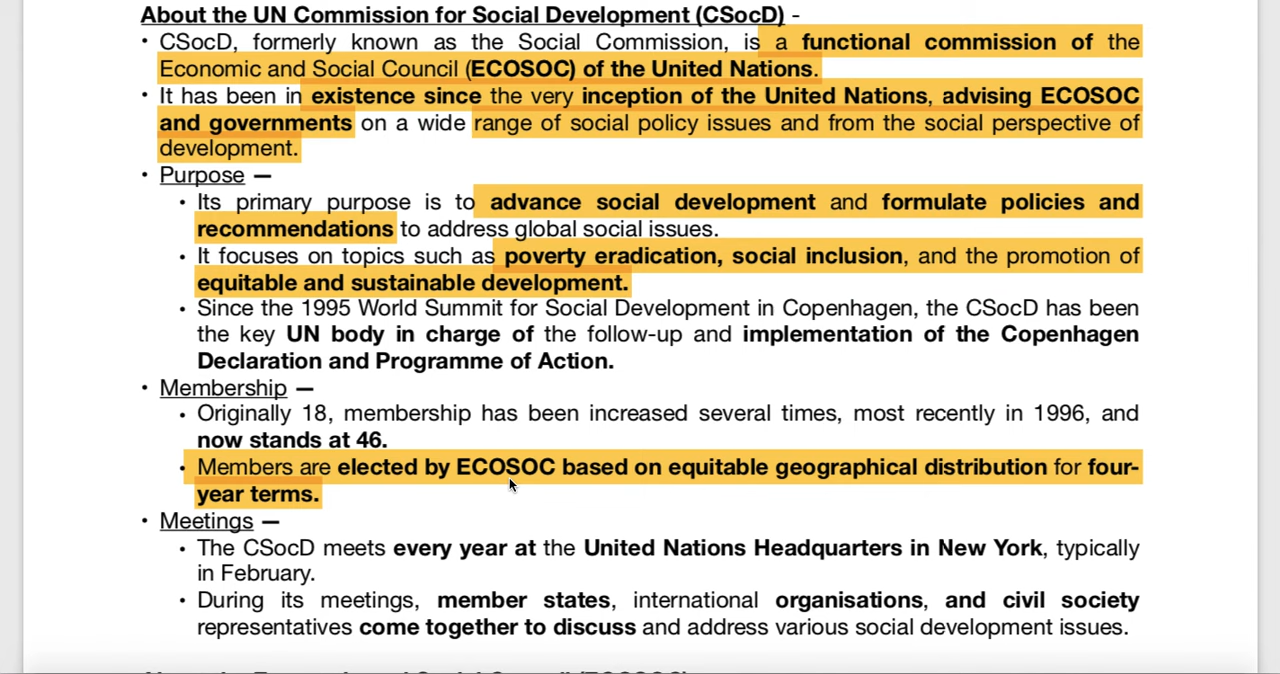 About the UN Commission for Social Development (CSocD) -
• CSocD, formerly known as the Social Commission, is a functional commission of the
Economic and Social Council (ECOSOC) of the United Nations.
• It has been in existence since the very inception of the United Nations, advising ECOSOC
and governments on a wide range of social policy issues and from the social perspective of
development.
• Purpose —
• Its primary purpose is to advance social development and formulate policies and
recommendations to address global social issues.
• It focuses on topics such as poverty eradication, social inclusion, and the promotion of
equitable and sustainable development.
• Since the 1995 World Summit for Social Development in Copenhagen, the CSocD has been
the key UN body in charge of the follow-up and implementation of the Copenhagen
Declaration and Programme of Action.
• Membership —
• Originally 18, membership has been increased several times, most recently in 1996, and
now stands at 46.
• Members are elected by ECOSOC based on equitable geographical distribution for four-
year terms.
• Meetings —
• The CSocD meets every year at the United Nations Headquarters in New York, typically
in February.
• During its meetings, member states, international organisations, and civil society
representatives come together to discuss and address various social development issues.